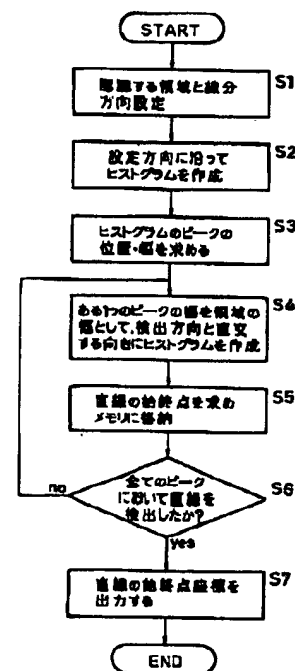 START
認識する領域と線分
方向設定
S1
設定方向に沿って
ヒストグラムを作成
S2
ヒストグラムのピークの
位置・幅を求める
S3
ある1つのピークの幅を領域の
幅として、検出方向と直交
する向きにヒストグラムを作成
S4
直線の始終点を求め
メモリに格納
S5
全てのピーク
において直線を
検出したか?
S6
no
yes
直線の始終点座標を
出力する
S7
END